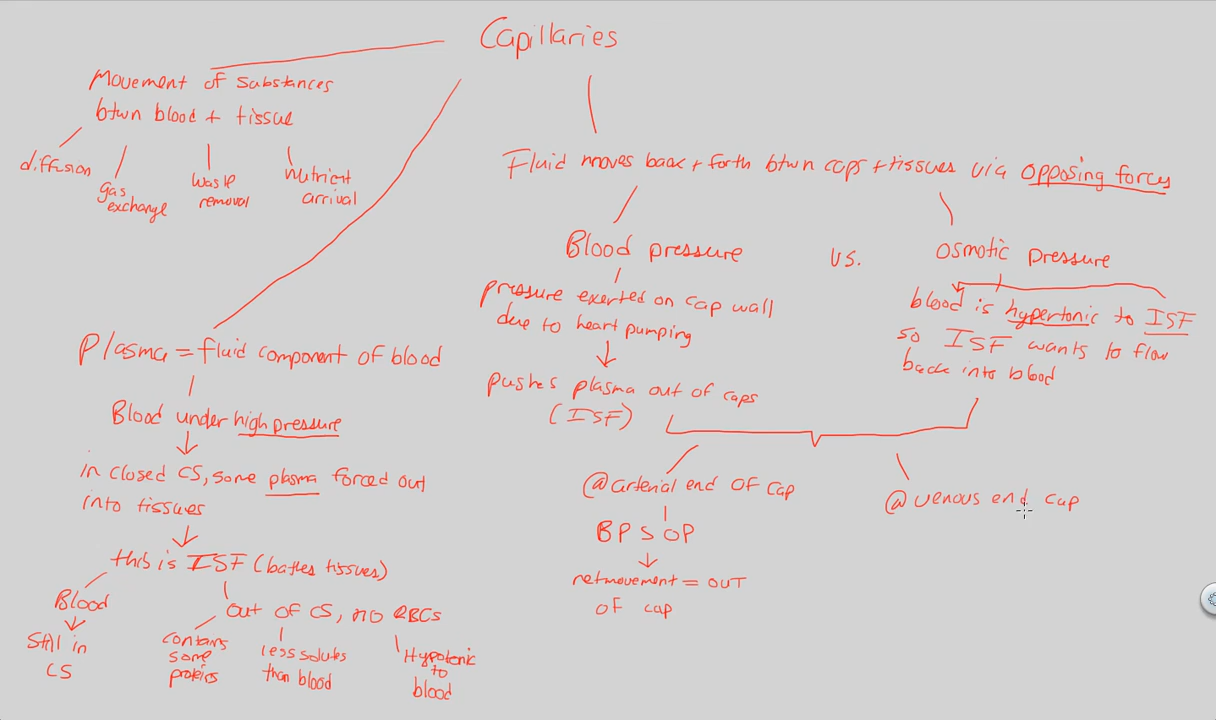 Capillaries
Movement of substances
btwn blood + tissue
diffusion
gas
exchange
waste
removal
nutrient
arrival
Plasma = fluid component of blood
Blood under high pressure
in closed CS, some plasma forced out
into tissues
this is ISF (bathes tissues)
Blood
Still in
CS
out of CS, no RBCs
contains
some
proteins
less solutes
than blood
Hypotonic
to
blood
Fluid moves back + forth btwn caps + tissues via opposing forces
Blood pressure
pressure exerted on cap wall
due to heart pumping
pushes plasma out of caps
(ISF)
vs.
osmotic pressure
blood is hypertonic to ISF
so ISF wants to flow
back into blood
@ arterial end of cap
BP > OP
net movement = OUT
OF cap
@ venous end cap